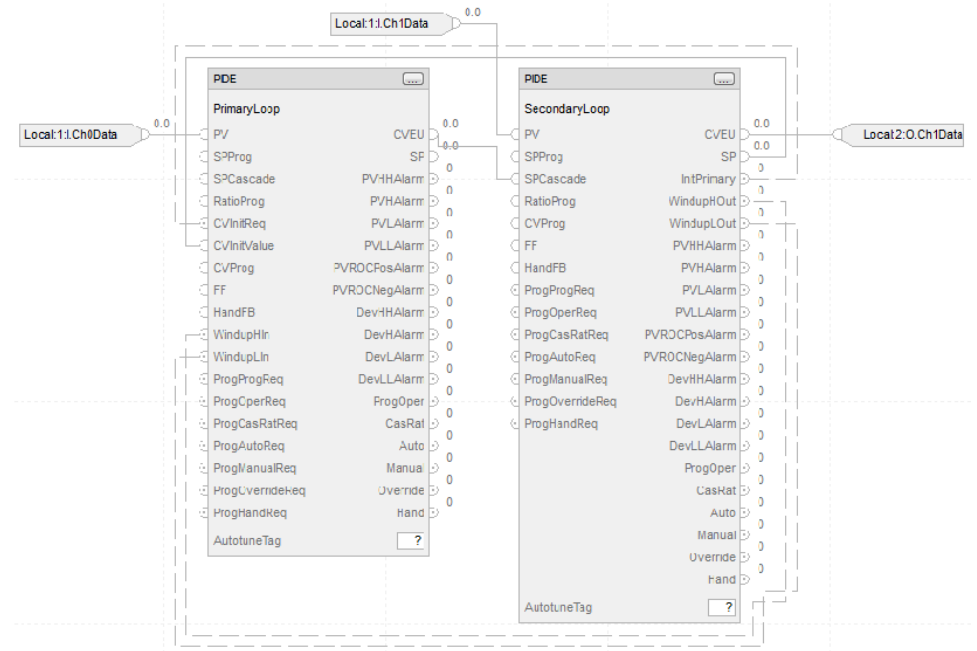 Local:1:I.Ch1Data
0.0
Local:1:I.Ch0Data
0.0
PIDE
...
PrimaryLoop
PV CVEU 0.0
SPProg SP 0.0
SPCascade PVHHAlarm 0
RatioProg PVHAlarm 0
CVInitReq PVLAlarm 0
CVInitValue PVLLAlarm 0
CVProg PVROCPosAlarm 0
FF PVROCNegAlarm 0
HandFB DevHHAlarm 0
WindupHIn DevHAlarm 0
WindupLIn DevLAlarm 0
ProgProgReq DevLLAlarm 0
ProgOperReq ProgOper 0
ProgCasRatReq CasRat 0
ProgAutoReq Auto 0
ProgManualReq Manual 0
ProgOverrideReq Override 0
ProgHandReq Hand 0
AutotuneTag ?
PIDE
...
SecondaryLoop
PV CVEU 0.0
SPProg SP 0.0
SPCascade InitPrimary 0
RatioProg WindupHOut 0
CVProg WindupLOut 0
FF PVHHAlarm 0
HandFB PVHAlarm 0
ProgProgReq PVLAlarm 0
ProgOperReq PVLLAlarm 0
ProgCasRatReq PVROCPosAlarm 0
ProgAutoReq PVROCNegAlarm 0
ProgManualReq DevHHAlarm 0
ProgOverrideReq DevHAlarm 0
ProgHandReq DevLAlarm 0
DevLLAlarm 0
ProgOper 0
CasRat 0
Auto 0
Manual 0
Override 0
Hand 0
AutotuneTag ?
Local:2:O.Ch1Data